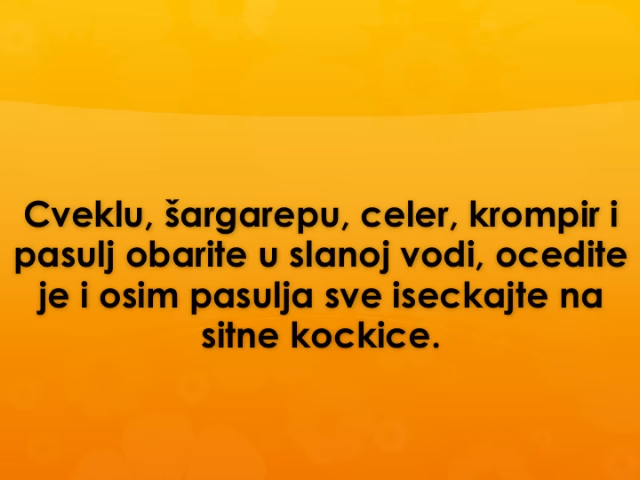 Cveklu, šargarepu, celer, krompir i
pasulj obarite u slanoj vodi, ocedite
je i osim pasulja sve iseckajte na
sitne kockice.